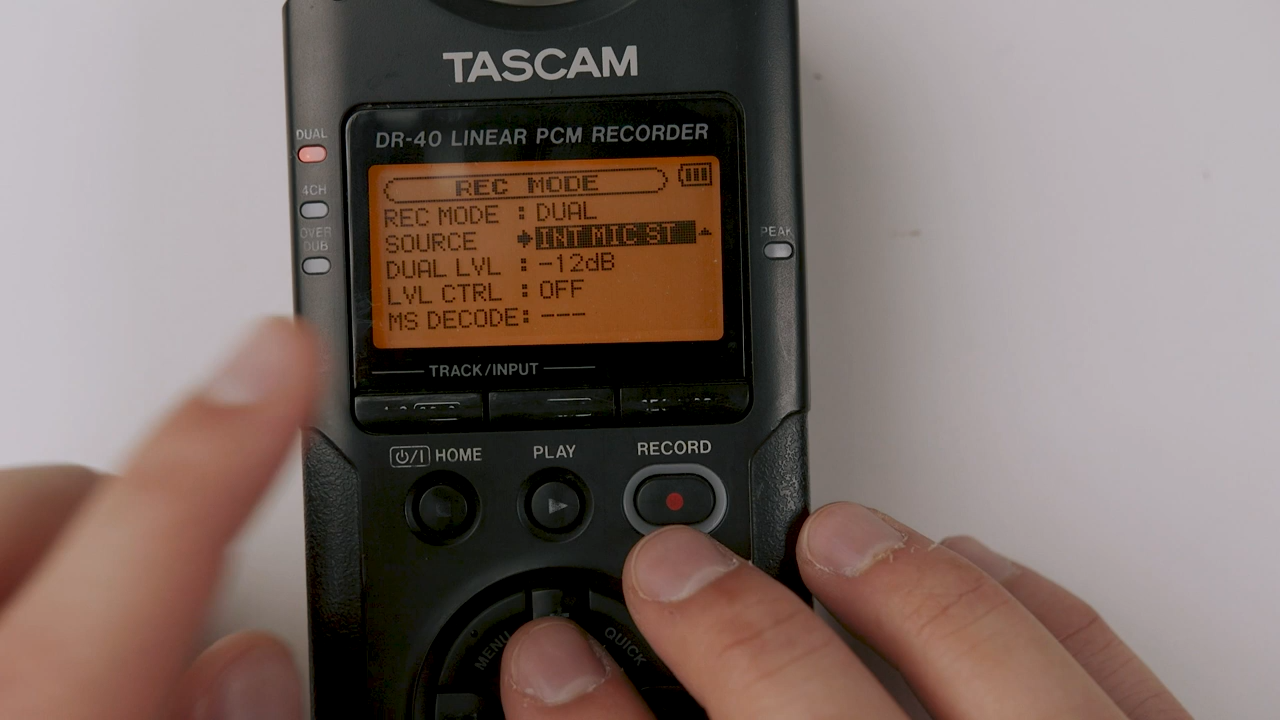 TASCAM
DR-40 LINEAR PCM RECORDER
DUAL
4CH
OVER
DUB
PEAK
REC MODE
REC MODE : DUAL
SOURCE INT MIC ST
DUAL LVL : -12dB
LVL CTRL : OFF
MS DECODE: ---
TRACK/INPUT
⏻/I HOME
PLAY
RECORD
MENU
QUICK